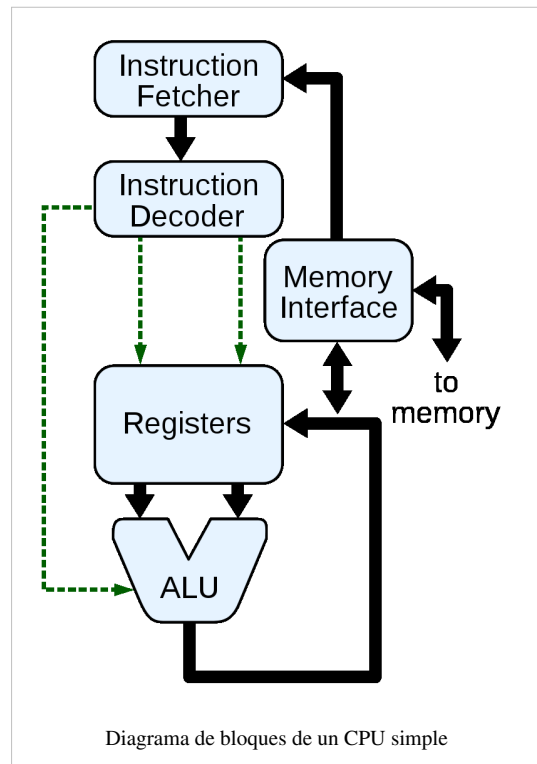 Instruction
Fetcher
Instruction
Decoder
Memory
Interface
to
memory
Registers
ALU
Diagrama de bloques de un CPU simple